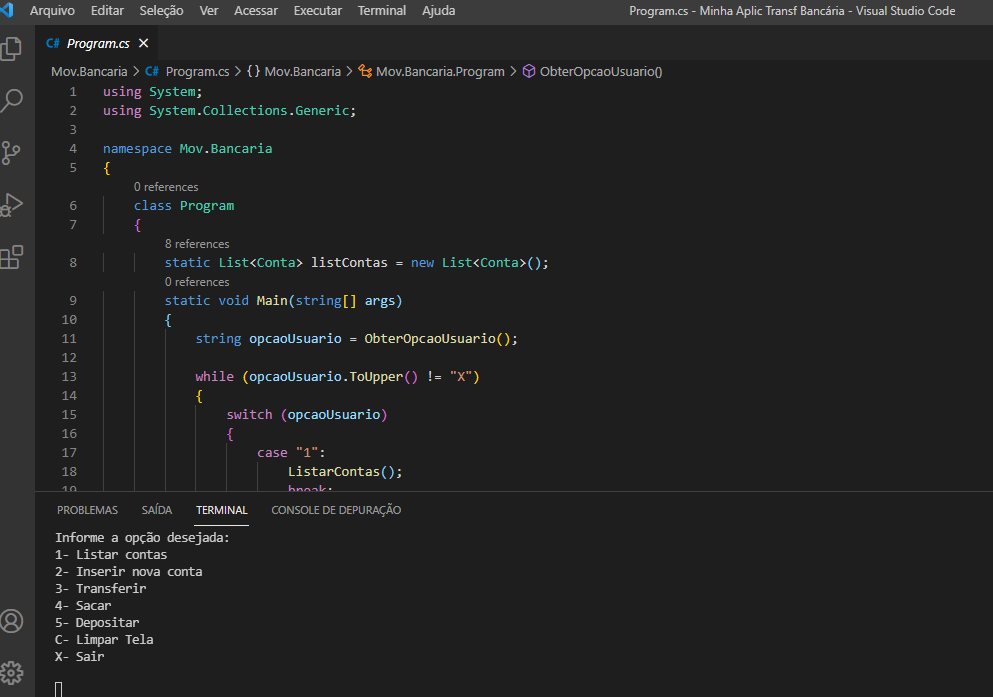 Arquivo Editar Seleção Ver Acessar Executar Terminal Ajuda Program.cs - Minha Aplic Transf Bancária - Visual Studio Code
C# Program.cs
Mov.Bancaria > C# Program.cs > {} Mov.Bancaria > Mov.Bancaria.Program > ObterOpcaoUsuario()
1 using System;
2 using System.Collections.Generic;
3
4 namespace Mov.Bancaria
5 {
0 references
6 class Program
7 {
8 references
8 static List<Conta> listContas = new List<Conta>();
0 references
9 static void Main(string[] args)
10 {
11 string opcaoUsuario = ObterOpcaoUsuario();
12
13 while (opcaoUsuario.ToUpper() != "X")
14 {
15 switch (opcaoUsuario)
16 {
17 case "1":
18 ListarContas();
19 break;
PROBLEMAS SAÍDA TERMINAL CONSOLE DE DEPURAÇÃO
Informe a opção desejada:
1- Listar contas
2- Inserir nova conta
3- Transferir
4- Sacar
5- Depositar
C- Limpar Tela
X- Sair